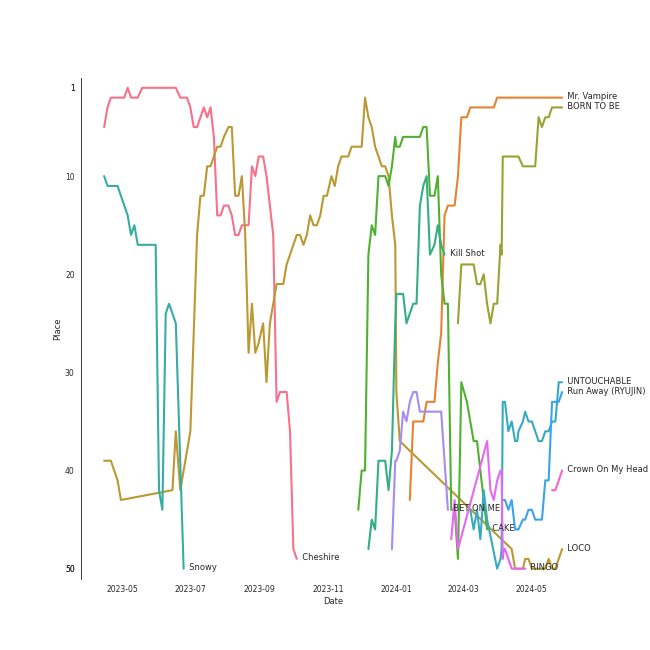 1
Mr. Vampire
BORN TO BE
10
Kill Shot
20
Place
30
UNTOUCHABLE
Run Away (RYUJIN)
40
Crown On My Head
BET ON ME
CAKE
LOCO
Cheshire
50
Snowy
RINGO
2023-05
2023-07
2023-09
2023-11
2024-01
2024-03
2024-05
Date